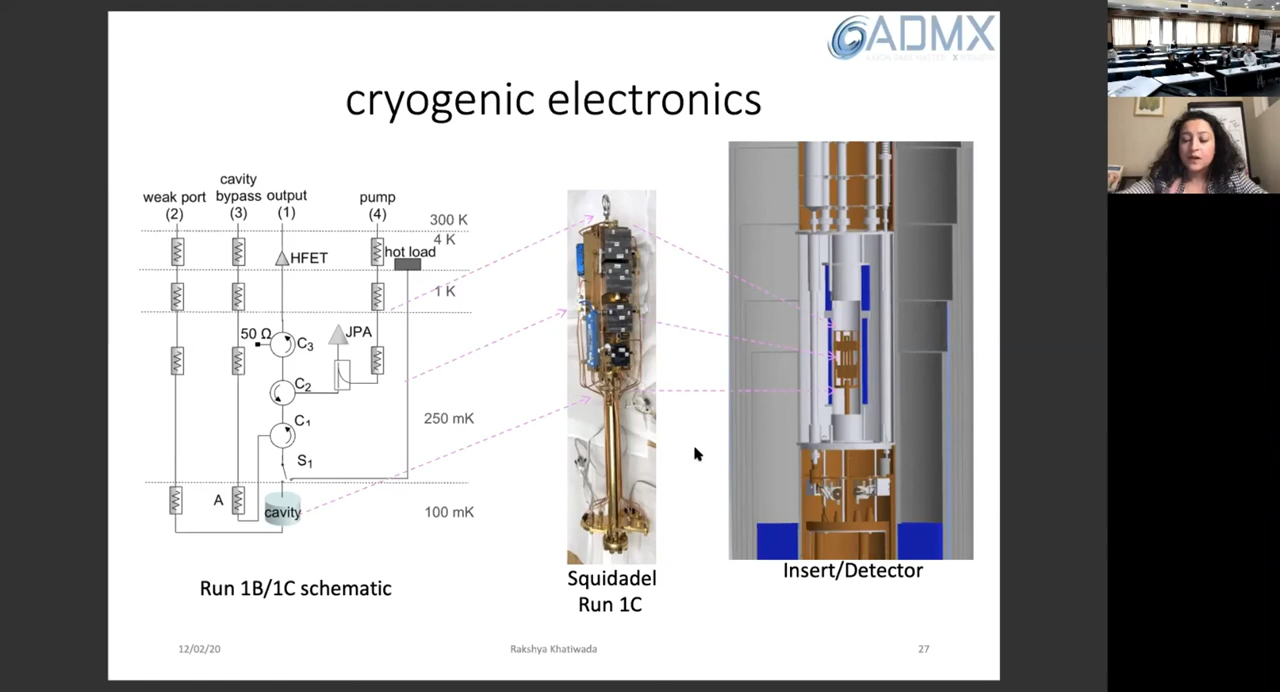 ADMX
cryogenic electronics
weak port
(2)
cavity
bypass
(3)
output
(1)
pump
(4)
300 K
4 K
HFET
hot load
1 K
50 Ω
C3
JPA
C2
C1
250 mK
S1
A
cavity
100 mK
Run 1B/1C schematic
Squidadel
Run 1C
Insert/Detector
12/02/20
Rakshya Khatiwada
27